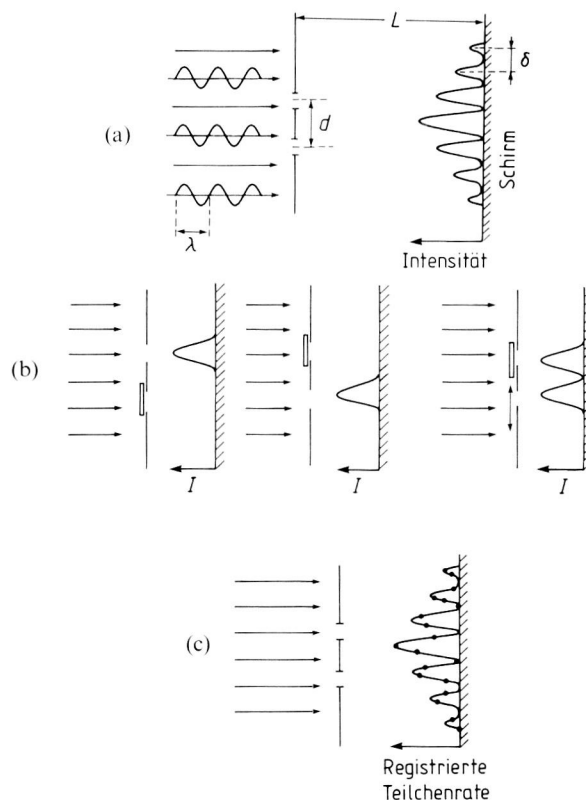 L
δ
(a)
d
Schirm
λ
Intensität
(b)
I
I
I
(c)
Registrierte
Teilchenrate